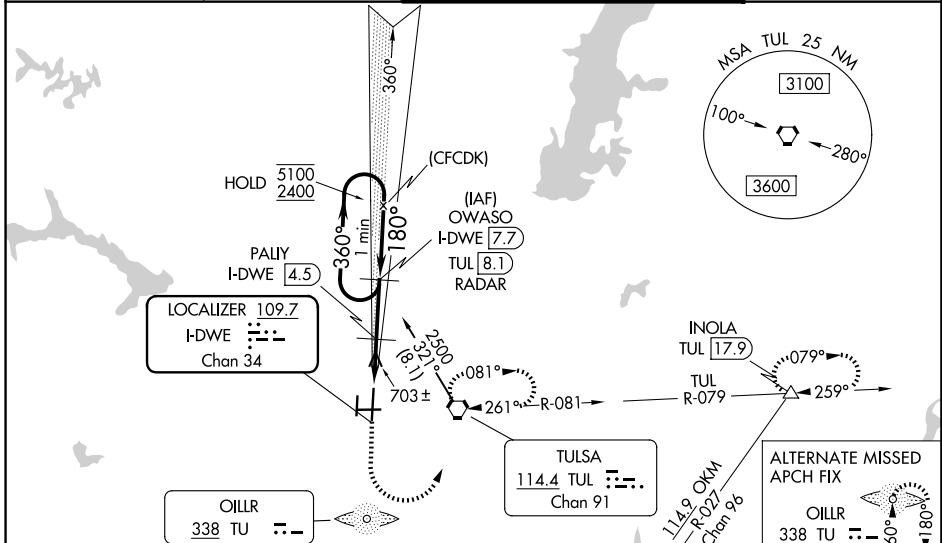 MSA TUL 25 NM
3100
100°
280°
3600
360°
(CFCDK)
HOLD
5100
2400
360°
1 min
180°
(IAF)
OWASO
I-DWE 7.7
TUL 8.1
RADAR
PALIY
I-DWE 4.5
LOCALIZER 109.7
I-DWE
Chan 34
2500
321°
(8.1)
703 ±
081°
261°
R-081
TUL
R-079
INOLA
TUL 17.9
079°
259°
TULSA
114.4 TUL
Chan 91
114.9 OKM
R-027
Chan 96
OILLR
338 TU
ALTERNATE MISSED
APCH FIX
OILLR
338 TU
180°